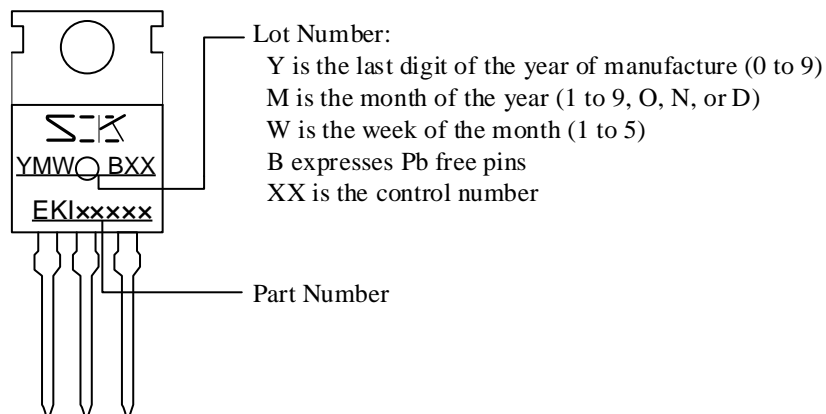 Lot Number:
Y is the last digit of the year of manufacture (0 to 9)
M is the month of the year (1 to 9, O, N, or D)
W is the week of the month (1 to 5)
B expresses Pb free pins
XX is the control number
SK
YMW○ BXX
EKI×××××
Part Number